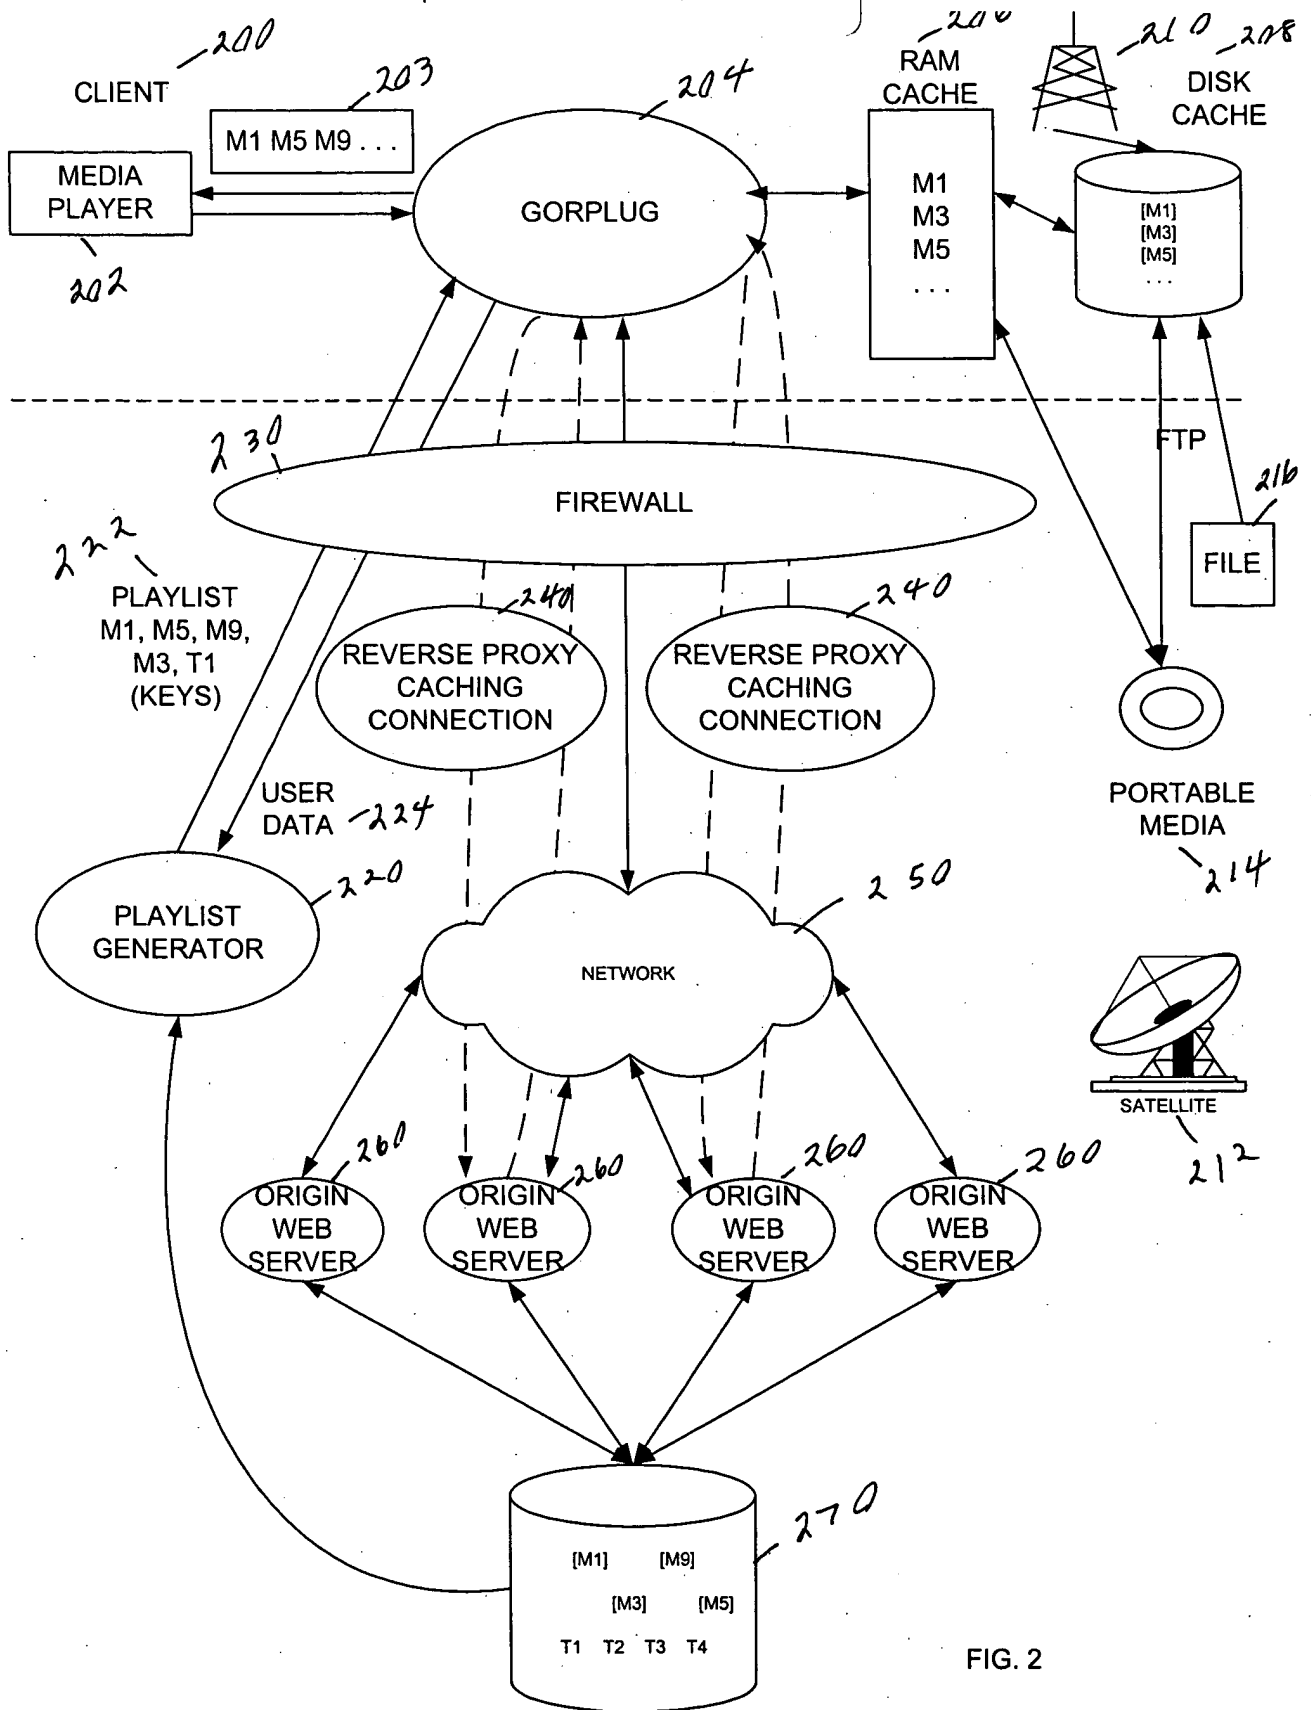 200
CLIENT
203
M1 M5 M9 . . .
MEDIA
PLAYER
202
204
GORPLUG
RAM
CACHE
M1
M3
M5
. . .
210
208
DISK
CACHE
[M1]
[M3]
[M5]
. . .
230
FIREWALL
FTP
216
FILE
222
PLAYLIST
M1, M5, M9,
M3, T1
(KEYS)
240
REVERSE PROXY
CACHING
CONNECTION
240
REVERSE PROXY
CACHING
CONNECTION
USER
DATA
224
PORTABLE
MEDIA
214
220
PLAYLIST
GENERATOR
250
NETWORK
SATELLITE
212
260
ORIGIN
WEB
SERVER
260
ORIGIN
WEB
SERVER
260
ORIGIN
WEB
SERVER
260
ORIGIN
WEB
SERVER
270
[M1] [M9]
[M3] [M5]
T1 T2 T3 T4
FIG. 2